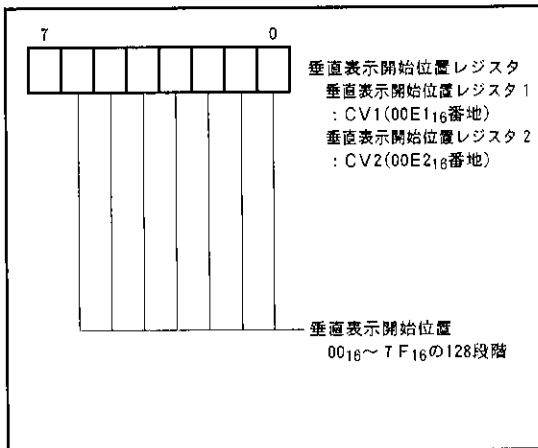 7 0
垂直表示開始位置レジスタ
垂直表示開始位置レジスタ1
: CV1(00E1₁₆番地)
垂直表示開始位置レジスタ2
: CV2(00E2₁₆番地)
垂直表示開始位置
00₁₆〜7F₁₆の128段階